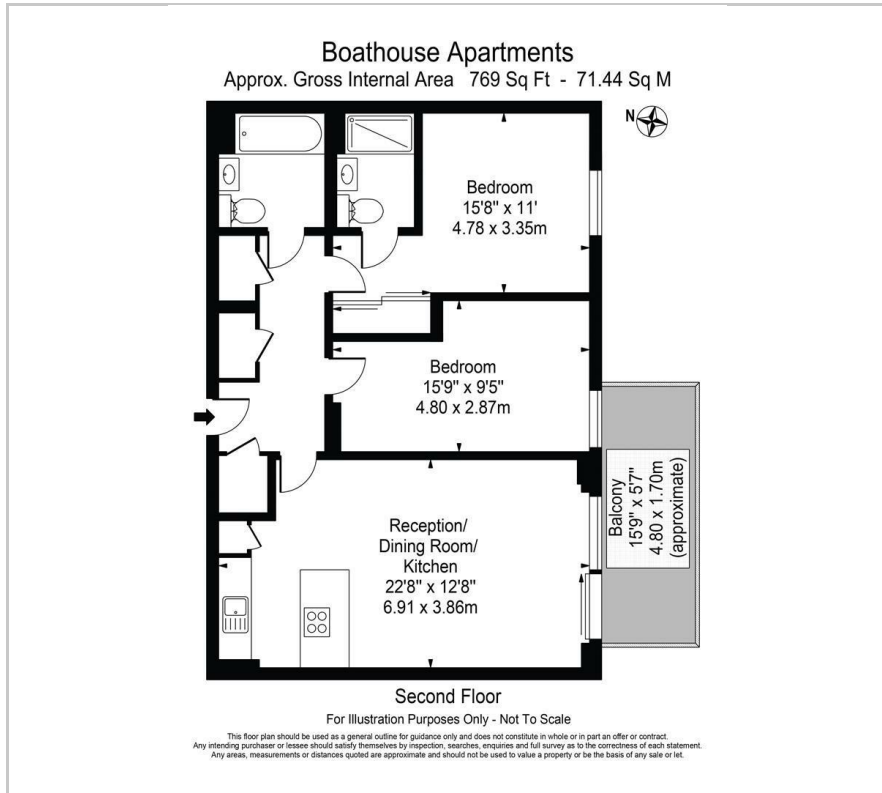 Boathouse Apartments
Approx. Gross Internal Area 769 Sq Ft - 71.44 Sq M
N
Bedroom
15'8" x 11'
4.78 x 3.35m
Bedroom
15'9" x 9'5"
4.80 x 2.87m
Balcony
15'9" x 5'7"
4.80 x 1.70m
(approximate)
Reception/
Dining Room/
Kitchen
22'8" x 12'8"
6.91 x 3.86m
Second Floor
For Illustration Purposes Only - Not To Scale
This floor plan should be used as a general outline for guidance only and does not constitute in whole or in part an offer or contract.
Any intending purchaser or lessee should satisfy themselves by inspection, searches, enquiries and full survey as to the correctness of each statement.
Any areas, measurements or distances quoted are approximate and should not be used to value a property or be the basis of any sale or let.